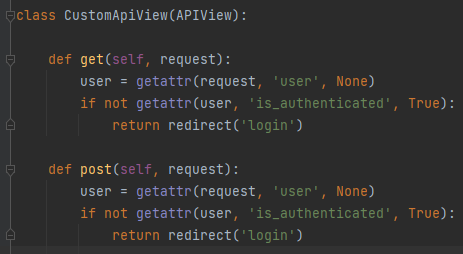 class CustomApiView(APIView):
def get(self, request):
user = getattr(request, 'user', None)
if not getattr(user, 'is_authenticated', True):
return redirect('login')
def post(self, request):
user = getattr(request, 'user', None)
if not getattr(user, 'is_authenticated', True):
return redirect('login')